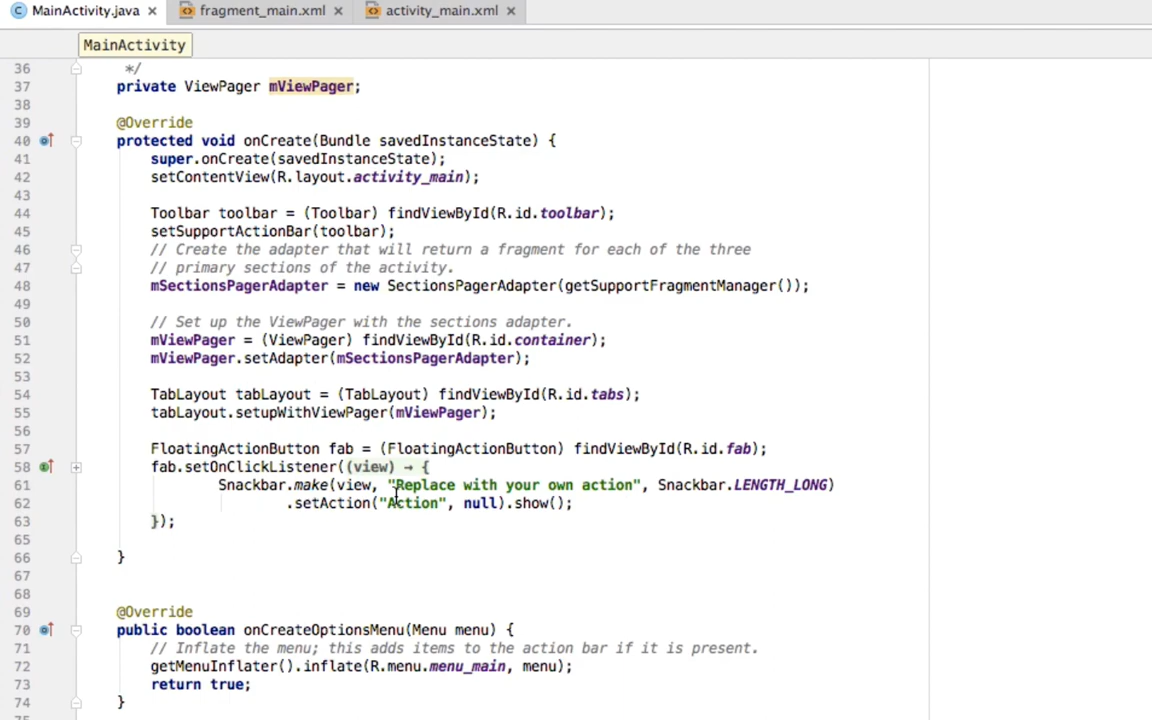 MainActivity.java × fragment_main.xml × activity_main.xml ×
MainActivity
36 */
37 private ViewPager mViewPager;
38
39 @Override
40 protected void onCreate(Bundle savedInstanceState) {
41 super.onCreate(savedInstanceState);
42 setContentView(R.layout.activity_main);
43
44 Toolbar toolbar = (Toolbar) findViewById(R.id.toolbar);
45 setSupportActionBar(toolbar);
46 // Create the adapter that will return a fragment for each of the three
47 // primary sections of the activity.
48 mSectionsPagerAdapter = new SectionsPagerAdapter(getSupportFragmentManager());
49
50 // Set up the ViewPager with the sections adapter.
51 mViewPager = (ViewPager) findViewById(R.id.container);
52 mViewPager.setAdapter(mSectionsPagerAdapter);
53
54 TabLayout tabLayout = (TabLayout) findViewById(R.id.tabs);
55 tabLayout.setupWithViewPager(mViewPager);
56
57 FloatingActionButton fab = (FloatingActionButton) findViewById(R.id.fab);
58 fab.setOnClickListener((view) → {
61 Snackbar.make(view, "Replace with your own action", Snackbar.LENGTH_LONG)
62 .setAction("Action", null).show();
63 });
65
66 }
67
68
69 @Override
70 public boolean onCreateOptionsMenu(Menu menu) {
71 // Inflate the menu; this adds items to the action bar if it is present.
72 getMenuInflater().inflate(R.menu.menu_main, menu);
73 return true;
74 }